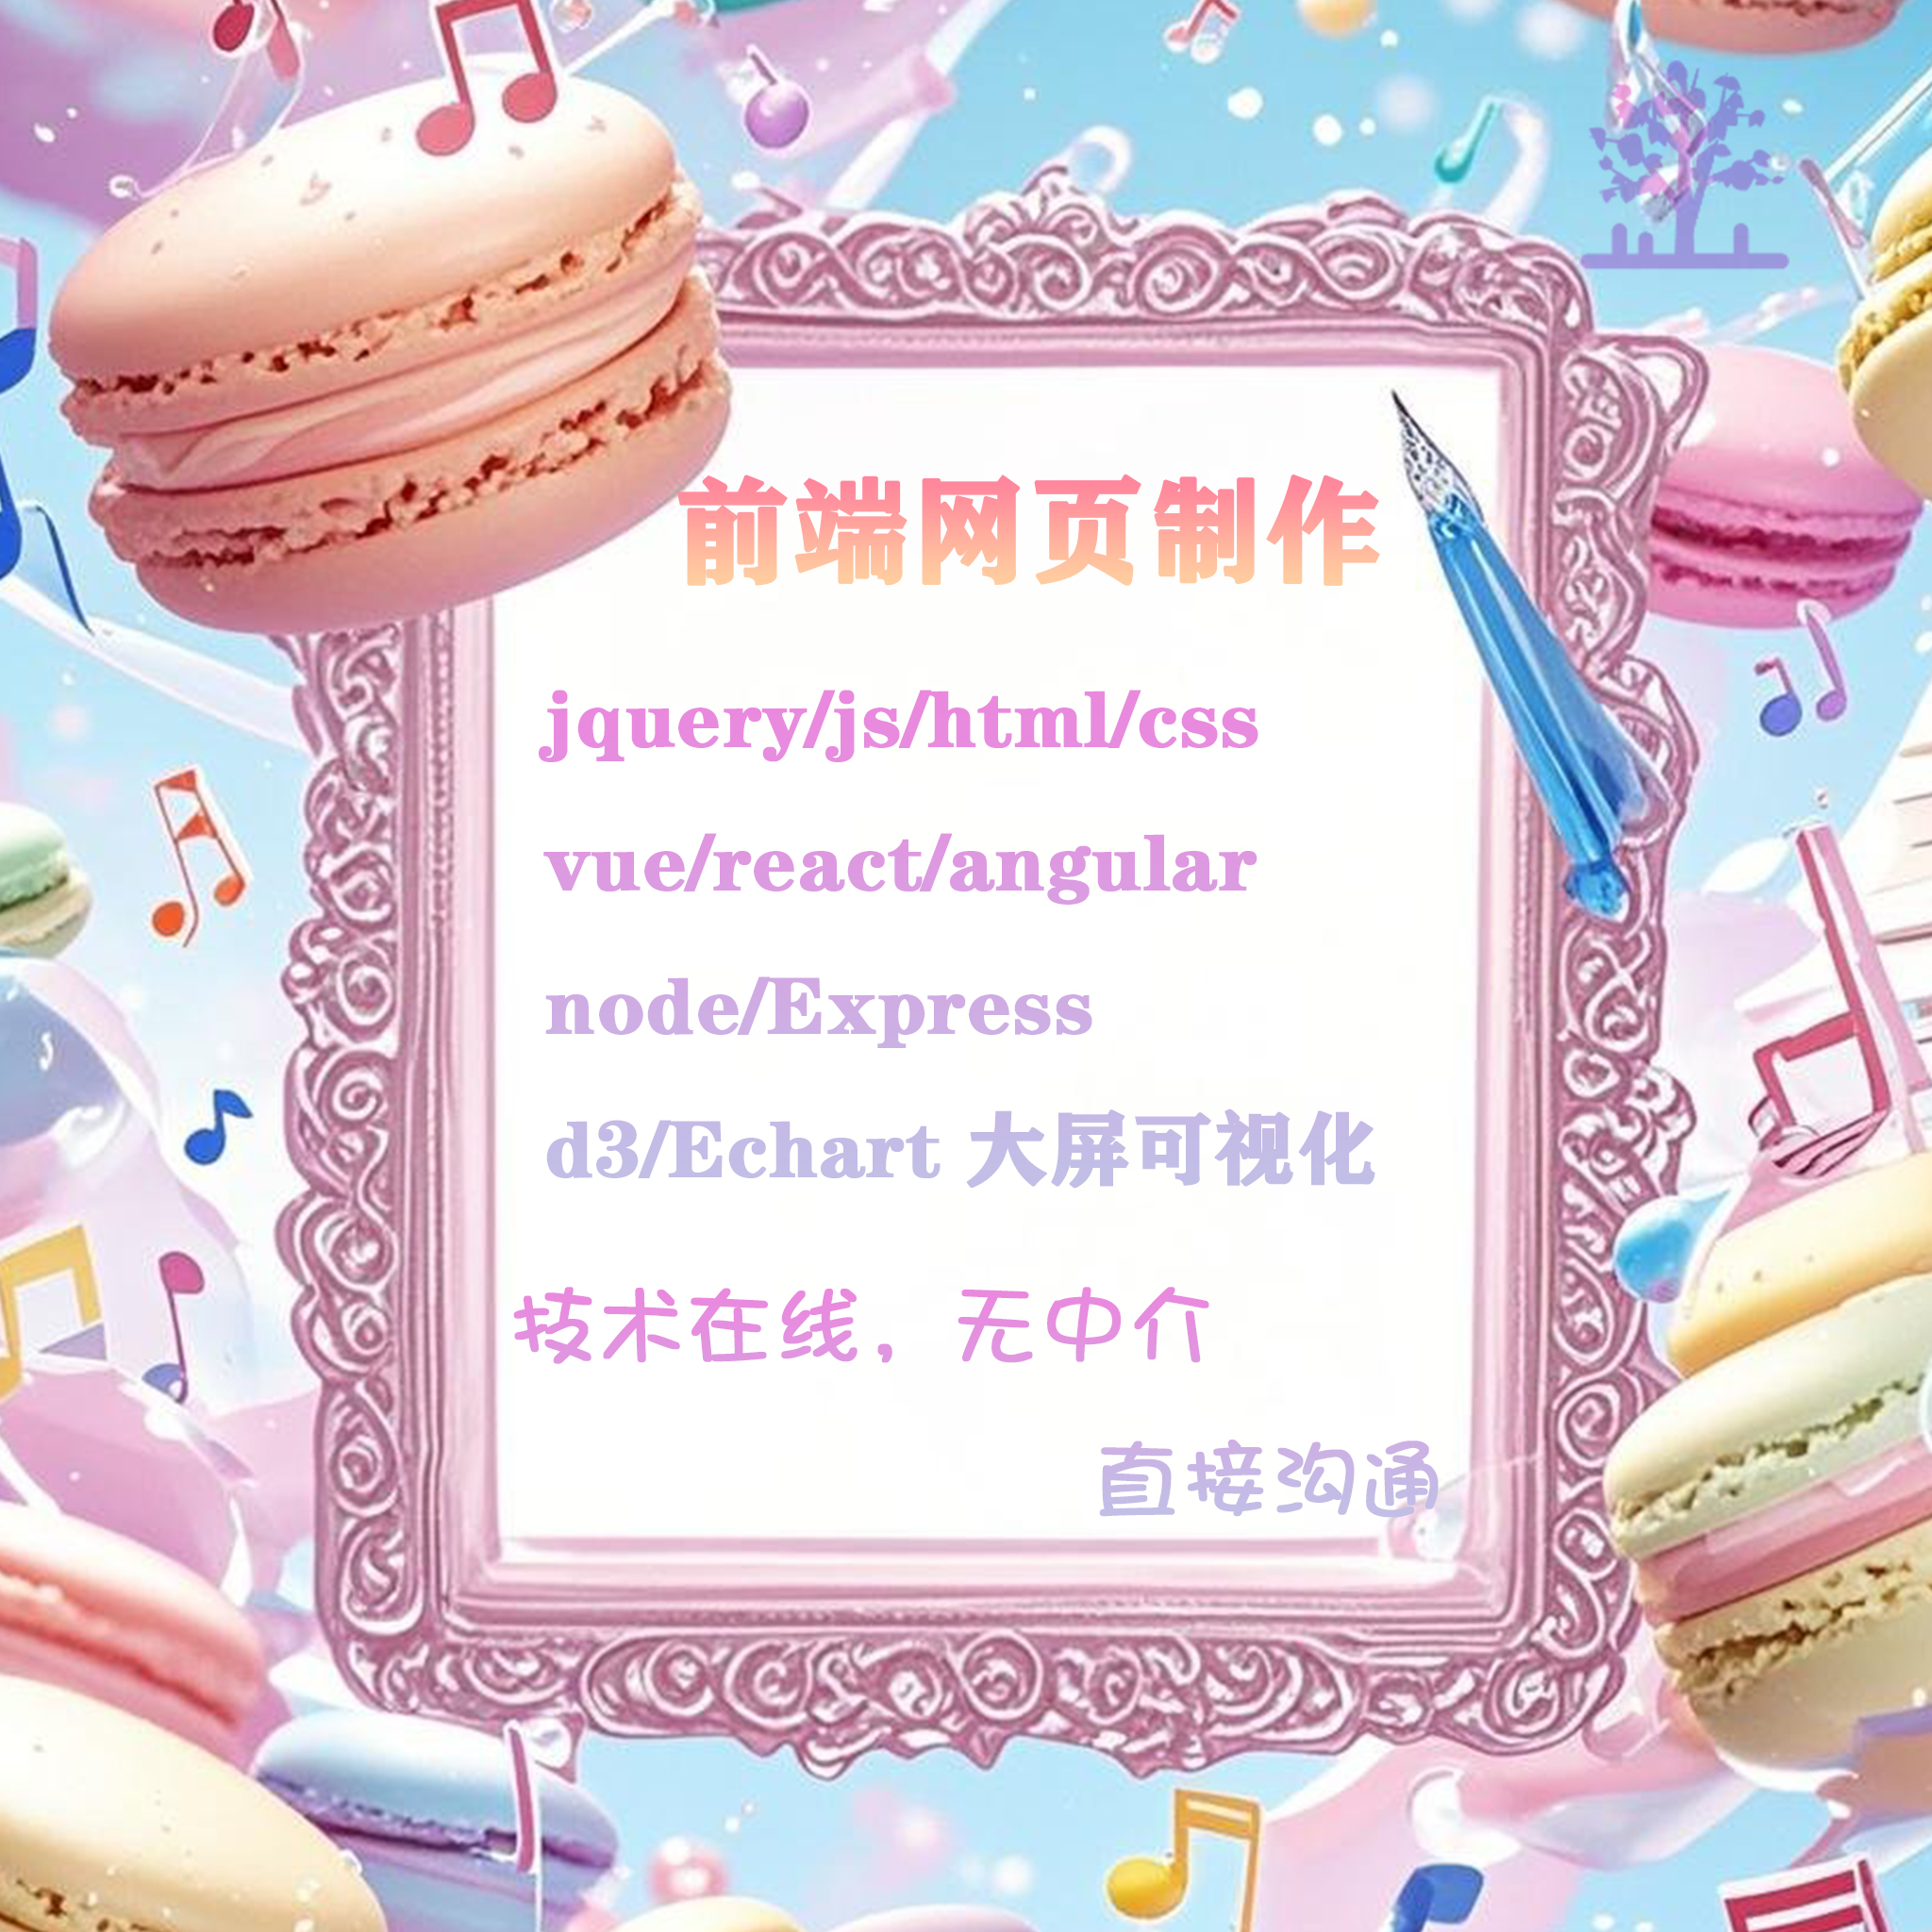 前端网页制作
jquery/js/html/css
vue/react/angular
node/Express
d3/Echart 大屏可视化
技术在线，无中介
直接沟通